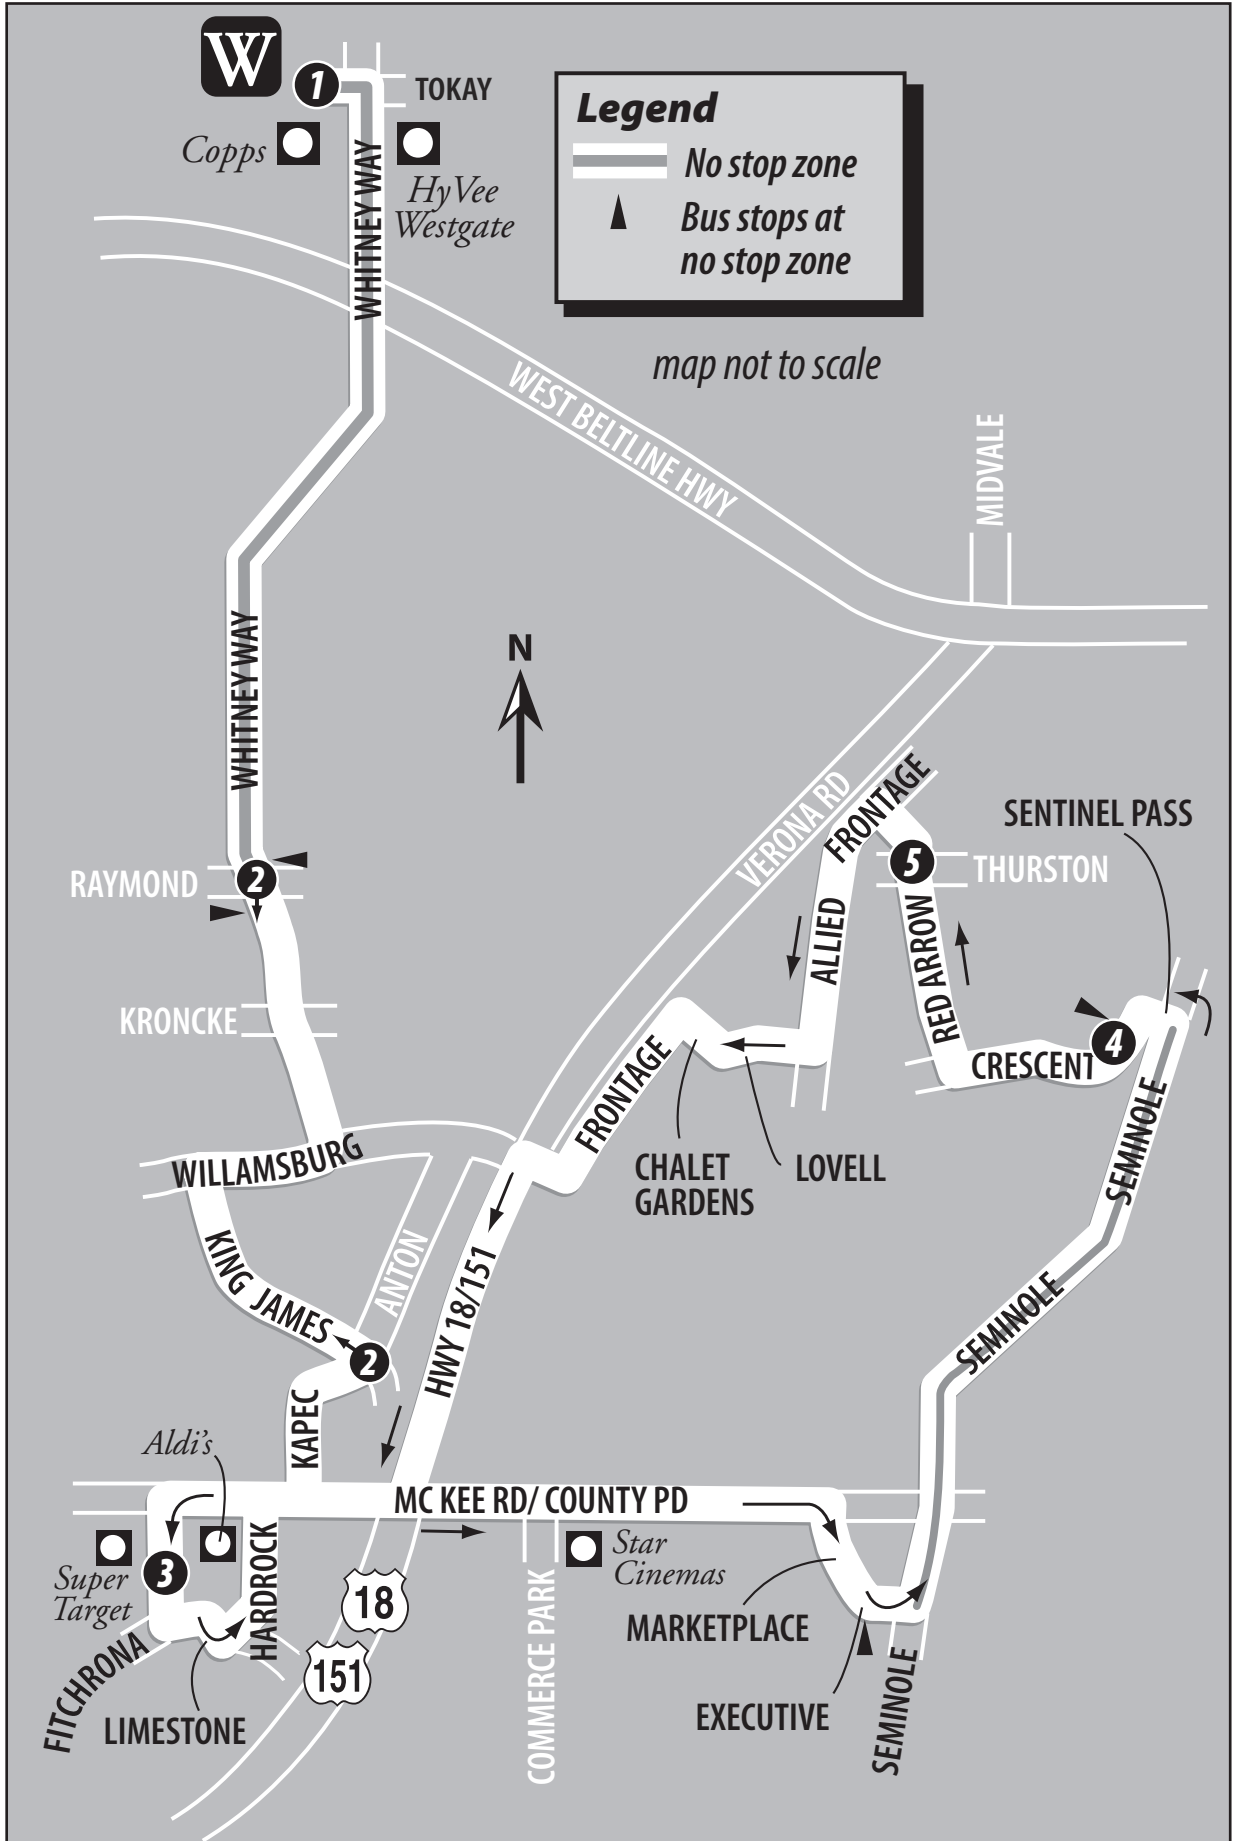 W
1
TOKAY
Copps
HyVee
Westgate
WHITNEY WAY
Legend
No stop zone
Bus stops at
no stop zone
map not to scale
WEST BELTLINE HWY
MIDVALE
WHITNEY WAY
N
VERONA RD
FRONTAGE
SENTINEL PASS
RAYMOND
2
5
THURSTON
ALLIED
RED ARROW
KRONCKE
4
CRESCENT
FRONTAGE
SEMINOLE
WILLAMSBURG
CHALET
GARDENS
LOVELL
KING JAMES
ANTON
HWY 18/151
SEMINOLE
2
KAPEC
Aldi's
MC KEE RD/ COUNTY PD
HARDROCK
Super
Target
3
Star
Cinemas
18
COMMERCE PARK
MARKETPLACE
151
FITCHRONA
LIMESTONE
EXECUTIVE
SEMINOLE